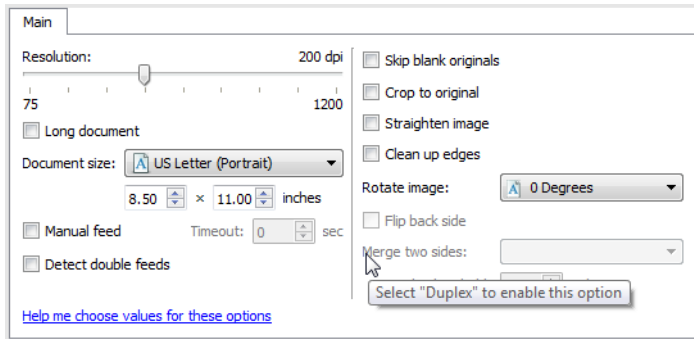 Main
Resolution: 200 dpi
75 1200
Long document
Document size: US Letter (Portrait)
8.50 × 11.00 inches
Manual feed Timeout: 0 sec
Detect double feeds
Help me choose values for these options
Skip blank originals
Crop to original
Straighten image
Clean up edges
Rotate image: 0 Degrees
Flip back side
Merge two sides:
Select "Duplex" to enable this option